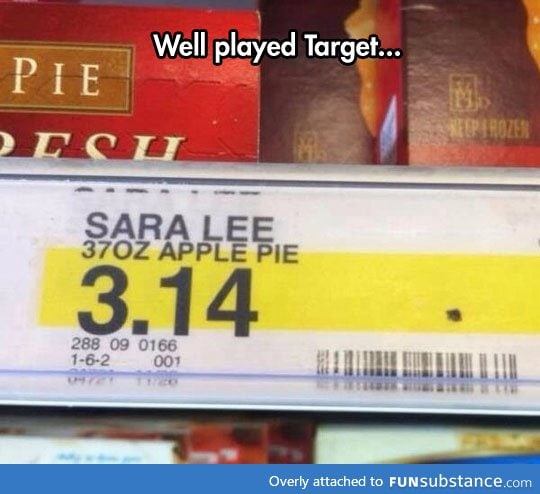 Well played Target...
PIE
KEEP FROZEN
SARA LEE
37OZ APPLE PIE
3.14
288 09 0166
1-6-2 001
Overly attached to FUNsubstance.com